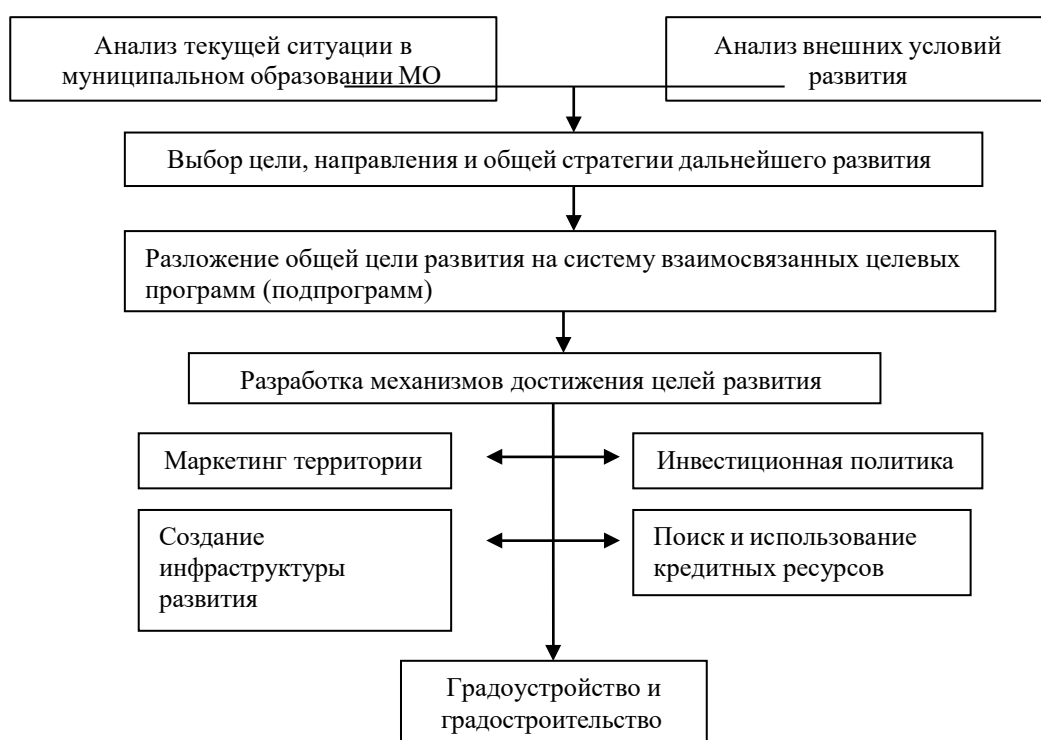 Анализ текущей ситуации в
муниципальном образовании МО
Анализ внешних условий
развития
Выбор цели, направления и общей стратегии дальнейшего развития
Разложение общей цели развития на систему взаимосвязанных целевых
программ (подпрограмм)
Разработка механизмов достижения целей развития
Маркетинг территории
Инвестиционная политика
Создание
инфраструктуры
развития
Поиск и использование
кредитных ресурсов
Градоустройство и
градостроительство